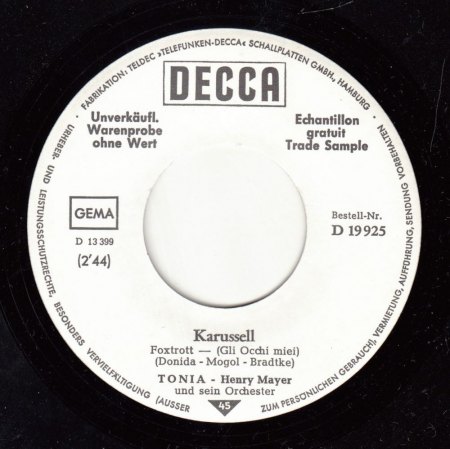 FABRIKATION: TELDEC »TELEFUNKEN-DECCA« SCHALLPLATTEN GMBH., HAMBURG ·
DECCA
Unverkäufl.
Warenprobe
ohne Wert
Echantillon
gratuit
Trade Sample
GEMA
D 13 399
(2'44)
Bestell-Nr.
D 19 925
Karussell
Foxtrott — (Gli Occhi miei)
(Donida - Mogol - Bradtke)
TONIA - Henry Mayer
und sein Orchester
45
URHEBER- UND LEISTUNGSSCHUTZRECHTE, BESONDERS VERVIELFÄLTIGUNG (AUSSER ZUM PERSÖNLICHEN GEBRAUCH), VERMIETUNG, AUFFÜHRUNG, SENDUNG VORBEHALTEN ·